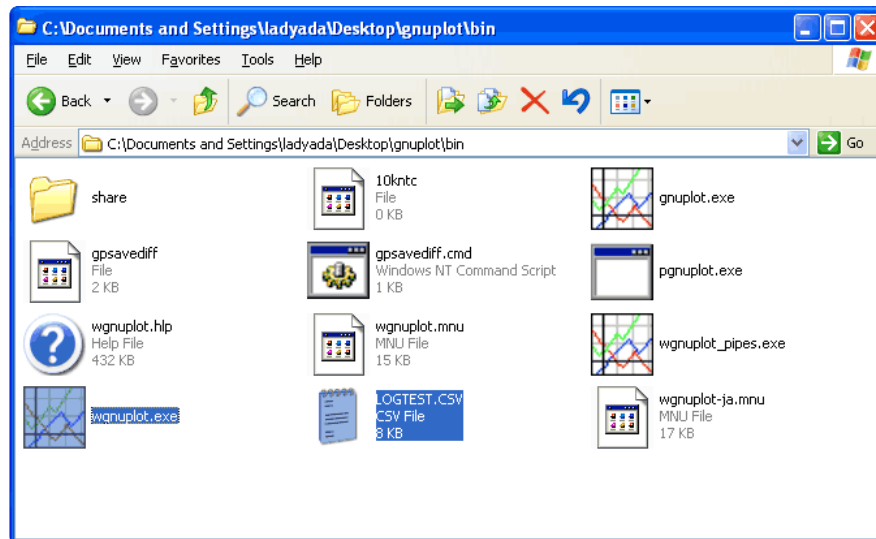 C:\Documents and Settings\ladyada\Desktop\gnuplot\bin
File Edit View Favorites Tools Help
Back Search Folders
Address C:\Documents and Settings\ladyada\Desktop\gnuplot\bin Go
share
10kntc
File
0 KB
gnuplot.exe
gpsavediff
File
2 KB
gpsavediff.cmd
Windows NT Command Script
1 KB
pgnuplot.exe
wgnuplot.hlp
Help File
432 KB
wgnuplot.mnu
MNU File
15 KB
wgnuplot_pipes.exe
wgnuplot.exe
LOGTEST.CSV
CSV File
8 KB
wgnuplot-ja.mnu
MNU File
17 KB